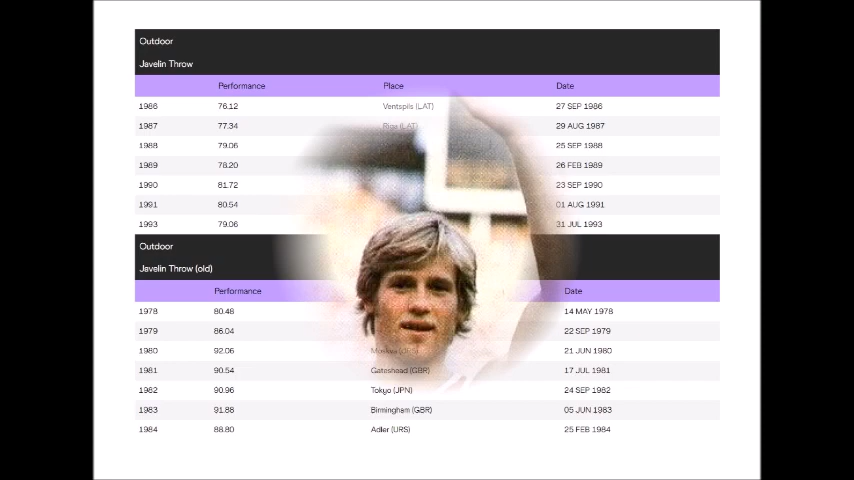 Outdoor
Javelin Throw
Performance Place Date
1986 76.12 Ventspils (LAT) 27 SEP 1986
1987 77.34 Riga (LAT) 29 AUG 1987
1988 79.06 25 SEP 1988
1989 78.20 26 FEB 1989
1990 81.72 23 SEP 1990
1991 80.54 01 AUG 1991
1993 79.06 31 JUL 1993
Outdoor
Javelin Throw (old)
Performance Date
1978 80.48 14 MAY 1978
1979 86.04 22 SEP 1979
1980 92.06 21 JUN 1980
1981 90.54 Gateshead (GBR) 17 JUL 1981
1982 90.96 Tokyo (JPN) 24 SEP 1982
1983 91.88 Birmingham (GBR) 05 JUN 1983
1984 88.80 Adler (URS) 25 FEB 1984